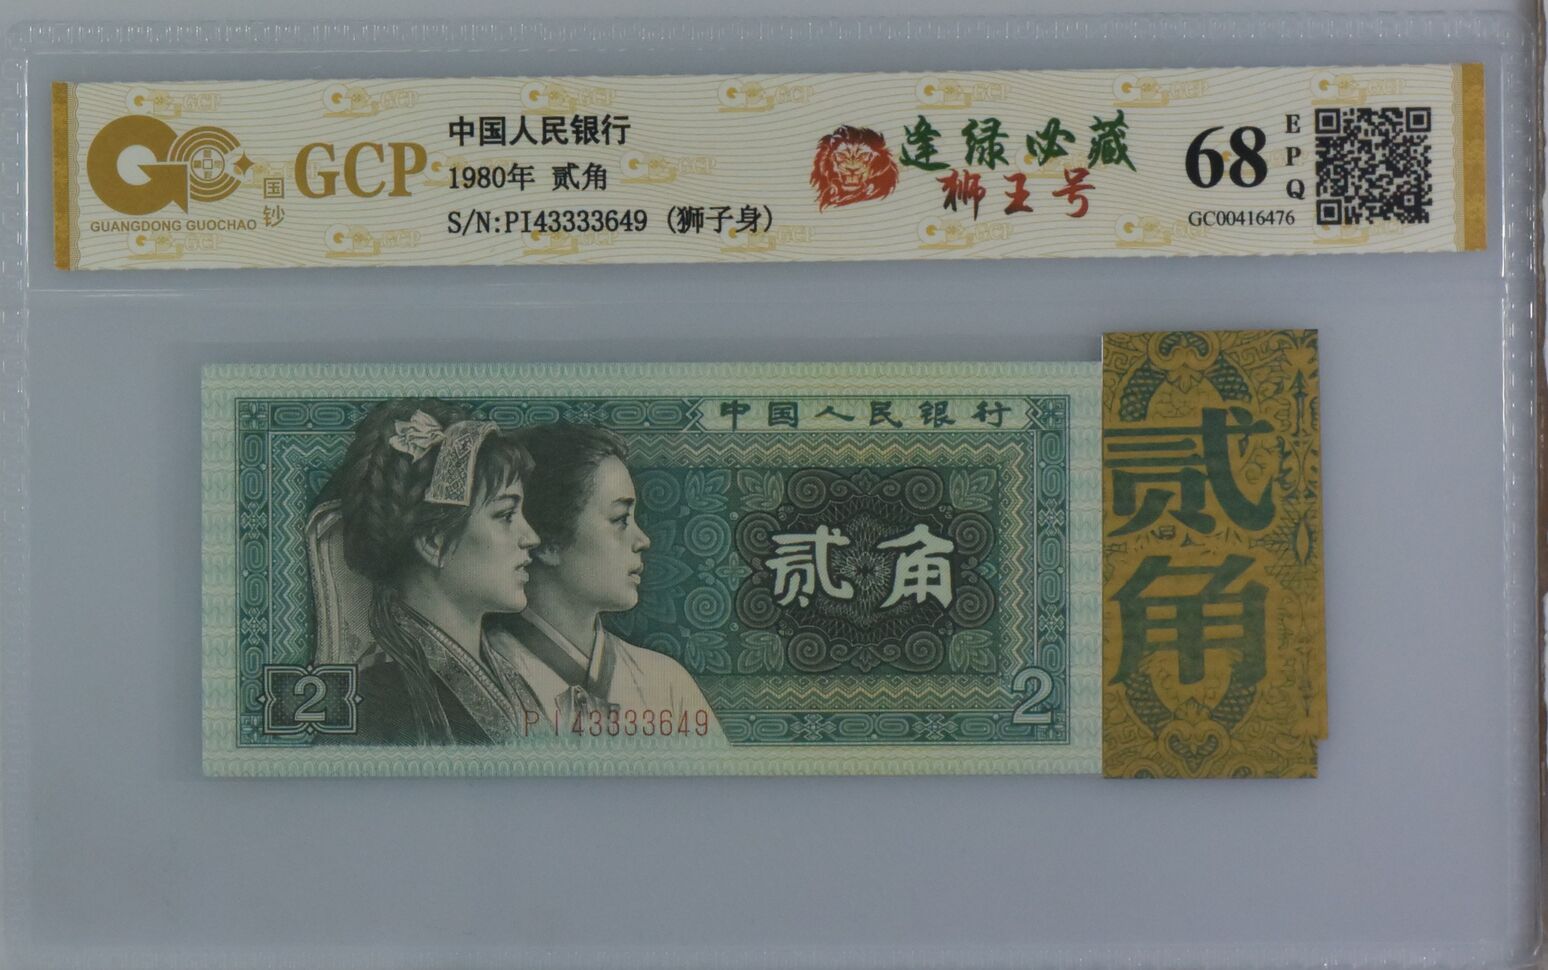 GCP
国钞
GUANGDONG GUOCHAO
中国人民银行
1980年 贰角
S/N:PI43333649 (狮子身)
逢绿必藏
狮王号
68
EPQ
GC00416476
中国人民银行
贰角
2
2
PI43333649
贰角